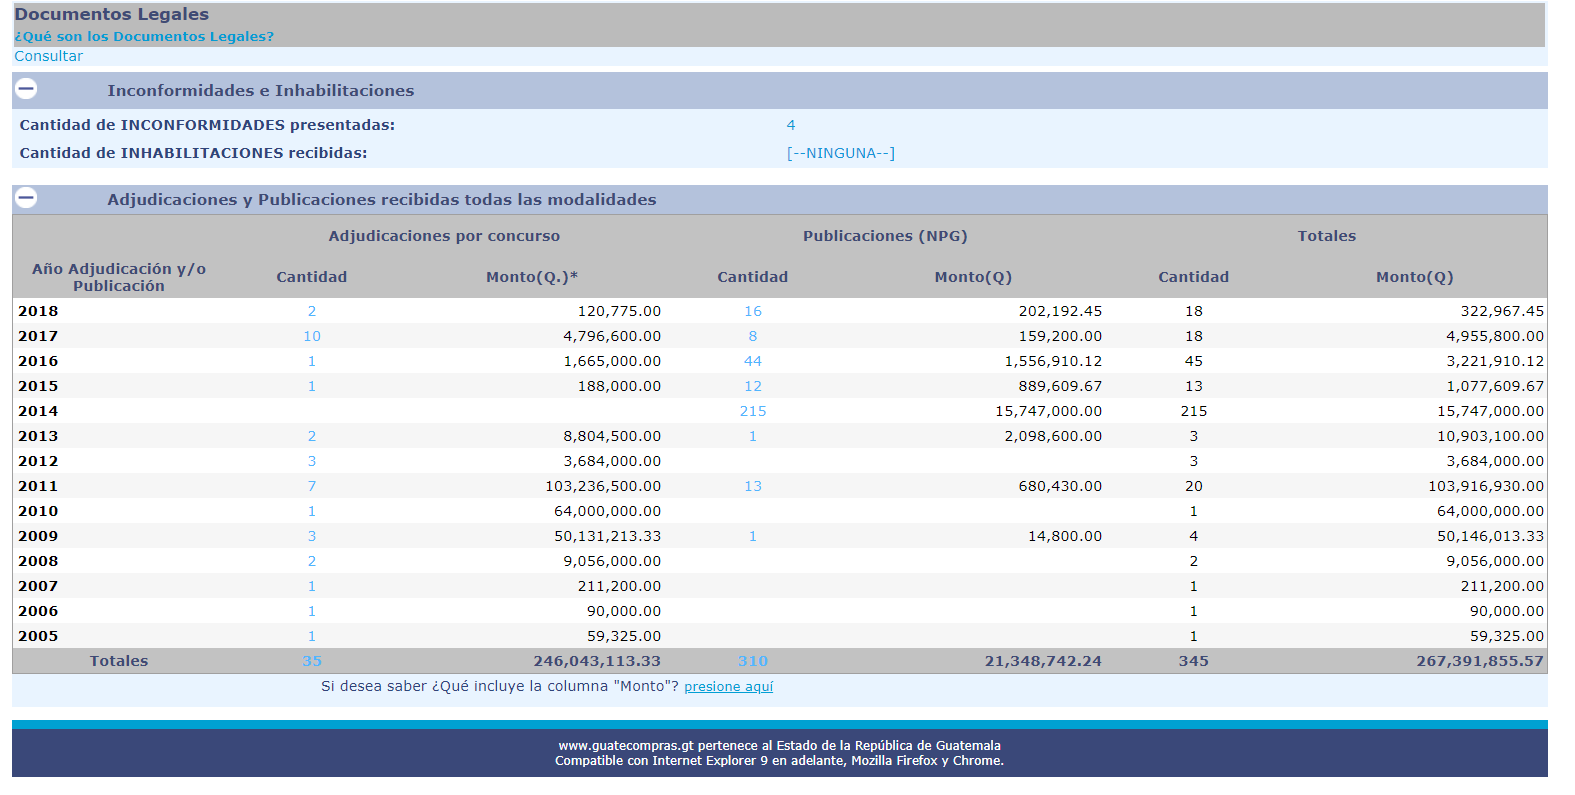 Documentos Legales
¿Qué son los Documentos Legales?
Consultar
Inconformidades e Inhabilitaciones
Cantidad de INCONFORMIDADES presentadas: 4
Cantidad de INHABILITACIONES recibidas: [--NINGUNA--]
Adjudicaciones y Publicaciones recibidas todas las modalidades
Adjudicaciones por concurso Publicaciones (NPG) Totales
Año Adjudicación y/o
Publicación Cantidad Monto(Q.)* Cantidad Monto(Q) Cantidad Monto(Q)
2018 2 120,775.00 16 202,192.45 18 322,967.45
2017 10 4,796,600.00 8 159,200.00 18 4,955,800.00
2016 1 1,665,000.00 44 1,556,910.12 45 3,221,910.12
2015 1 188,000.00 12 889,609.67 13 1,077,609.67
2014 215 15,747,000.00 215 15,747,000.00
2013 2 8,804,500.00 1 2,098,600.00 3 10,903,100.00
2012 3 3,684,000.00 3 3,684,000.00
2011 7 103,236,500.00 13 680,430.00 20 103,916,930.00
2010 1 64,000,000.00 1 64,000,000.00
2009 3 50,131,213.33 1 14,800.00 4 50,146,013.33
2008 2 9,056,000.00 2 9,056,000.00
2007 1 211,200.00 1 211,200.00
2006 1 90,000.00 1 90,000.00
2005 1 59,325.00 1 59,325.00
Totales 35 246,043,113.33 310 21,348,742.24 345 267,391,855.57
Si desea saber ¿Qué incluye la columna "Monto"? presione aquí
www.guatecompras.gt pertenece al Estado de la República de Guatemala
Compatible con Internet Explorer 9 en adelante, Mozilla Firefox y Chrome.